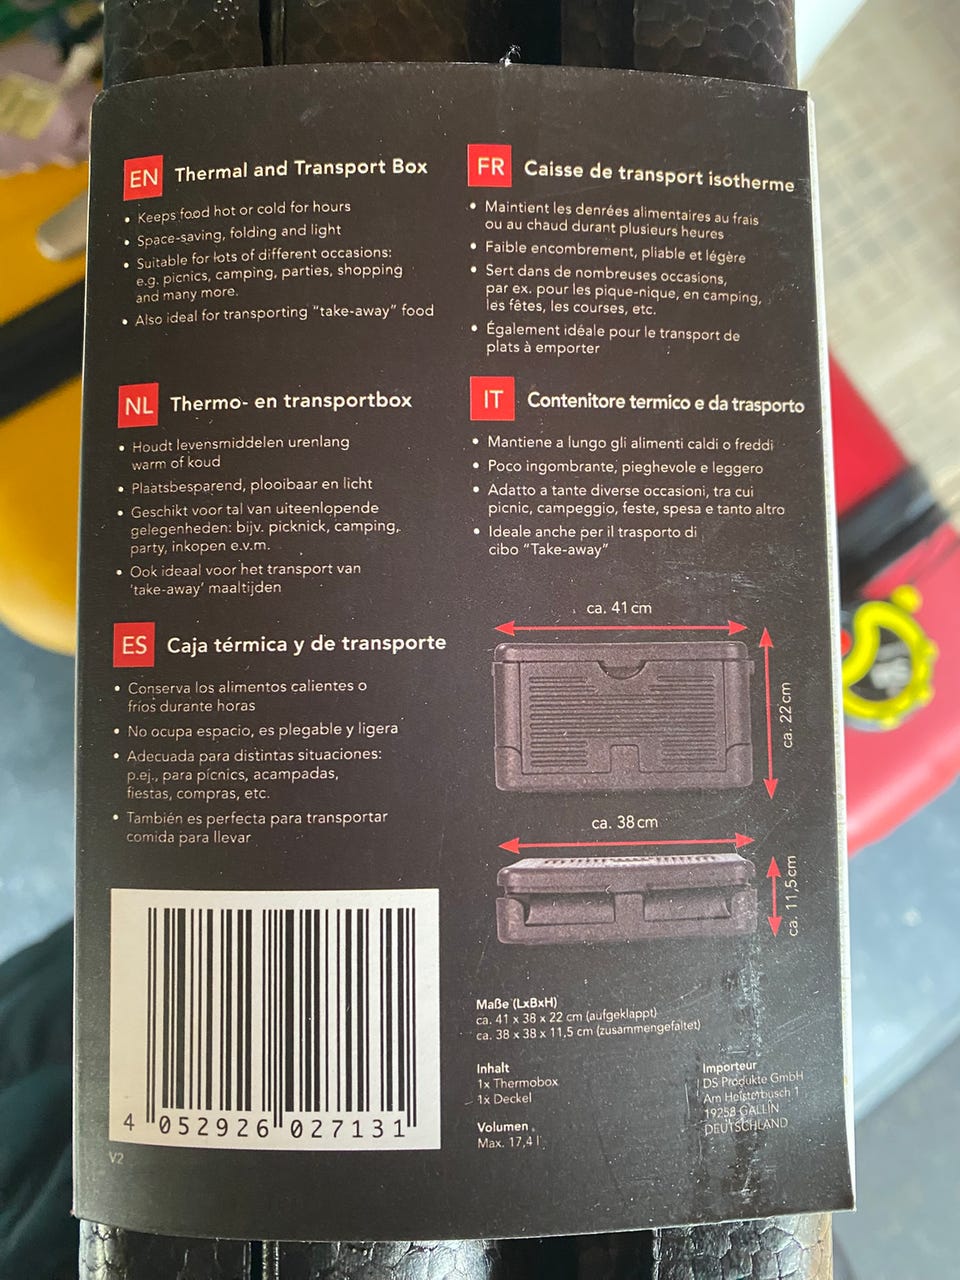 EN Thermal and Transport Box
• Keeps food hot or cold for hours
• Space-saving, folding and light
• Suitable for lots of different occasions:
e.g. picnics, camping, parties, shopping
and many more.
• Also ideal for transporting "take-away" food
FR Caisse de transport isotherme
• Maintient les denrées alimentaires au frais
ou au chaud durant plusieurs heures
• Faible encombrement, pliable et légère
• Sert dans de nombreuses occasions,
par ex. pour les pique-nique, en camping,
les fêtes, les courses, etc.
• Également idéale pour le transport de
plats à emporter
NL Thermo- en transportbox
• Houdt levensmiddelen urenlang
warm of koud
• Plaatsbesparend, plooibaar en licht
• Geschikt voor tal van uiteenlopende
gelegenheden: bijv. picknick, camping,
party, inkopen e.v.m.
• Ook ideaal voor het transport van
'take-away' maaltijden
IT Contenitore termico e da trasporto
• Mantiene a lungo gli alimenti caldi o freddi
• Poco ingombrante, pieghevole e leggero
• Adatto a tante diverse occasioni, tra cui
picnic, campeggio, feste, spesa e tanto altro
• Ideale anche per il trasporto di
cibo "Take-away"
ES Caja térmica y de transporte
• Conserva los alimentos calientes o
fríos durante horas
• No ocupa espacio, es plegable y ligera
• Adecuada para distintas situaciones:
p.ej., para pícnics, acampadas,
fiestas, compras, etc.
• También es perfecta para transportar
comida para llevar
ca. 41 cm
ca. 22 cm
ca. 38 cm
ca. 11,5 cm
Maße (LxBxH)
ca. 41 x 38 x 22 cm (aufgeklappt)
ca. 38 x 38 x 11,5 cm (zusammengefaltet)
Inhalt
1x Thermobox
1x Deckel
Volumen
Max. 17,4 l
Importeur
DS Produkte GmbH
Am Heisterbusch 1
19258 GALLIN
DEUTSCHLAND
4 052926 027131
V2